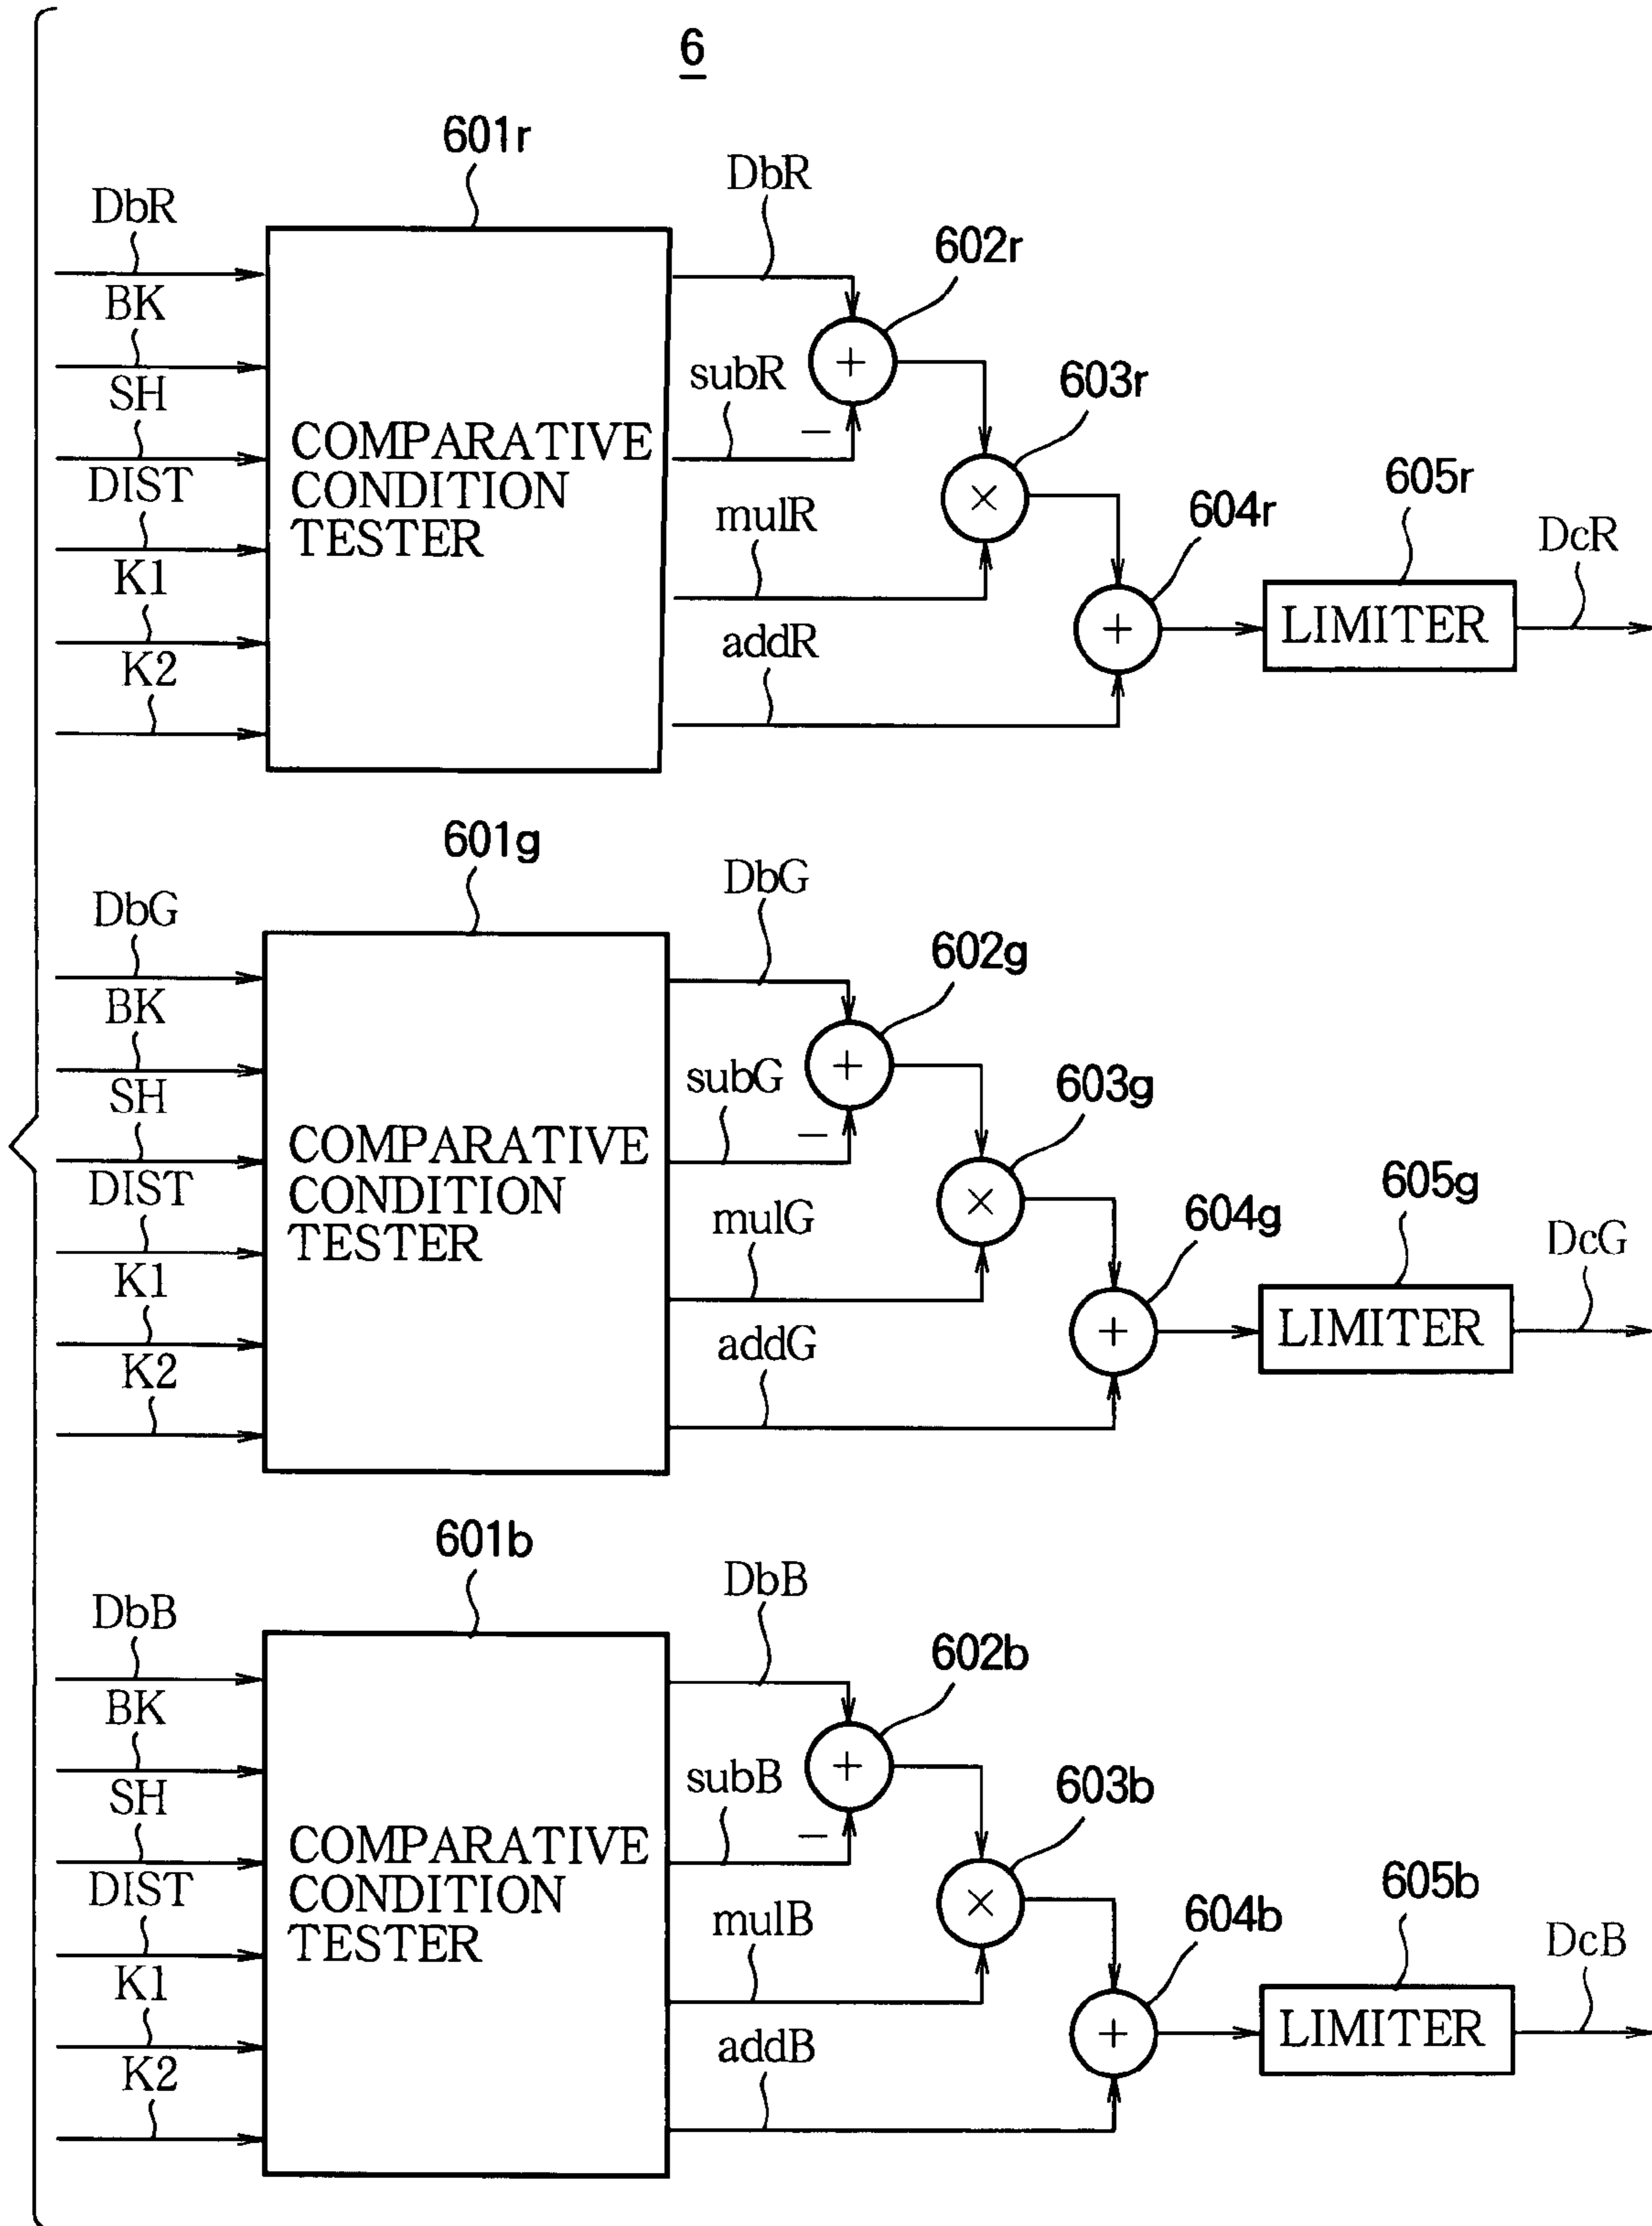 6
601r
DbR
BK
SH
DIST
K1
K2
COMPARATIVE
CONDITION
TESTER
DbR
subR
mulR
addR
602r
+
−
603r
×
604r
+
605r
LIMITER
DcR
601g
DbG
BK
SH
DIST
K1
K2
COMPARATIVE
CONDITION
TESTER
DbG
subG
mulG
addG
602g
+
−
603g
×
604g
+
605g
LIMITER
DcG
601b
DbB
BK
SH
DIST
K1
K2
COMPARATIVE
CONDITION
TESTER
DbB
subB
mulB
addB
602b
+
−
603b
×
604b
+
605b
LIMITER
DcB